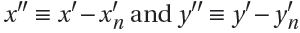 x″ ≡ x′ − x′ₙ and y″ ≡ y′ − y′ₙ